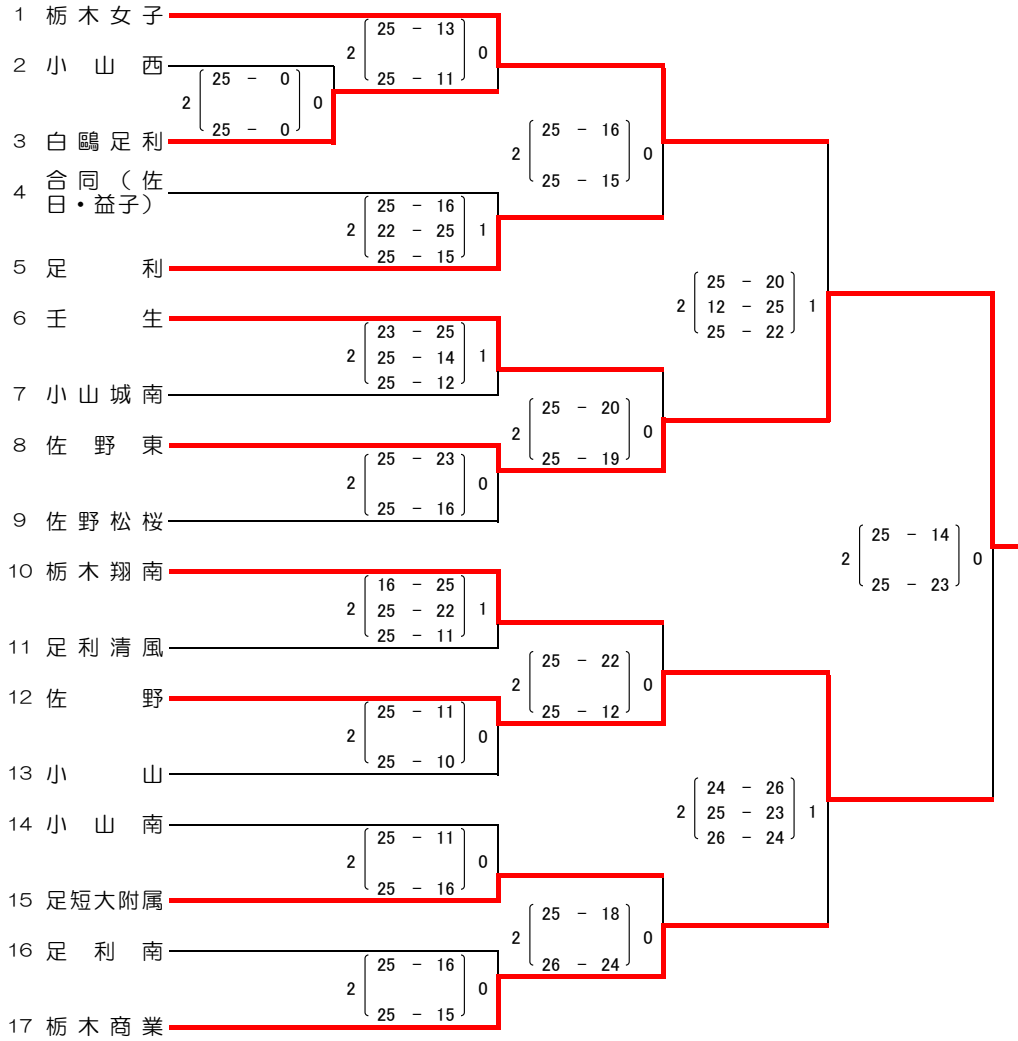 1 栃木女子
25 - 13
2 0
25 - 11
2 小山西
25 - 0
2 0
25 - 0
3 白鷗足利
25 - 16
2 0
25 - 15
4 合同（佐
日・益子）
25 - 16
2 22 - 25 1
25 - 15
5 足利
25 - 20
2 12 - 25 1
25 - 22
6 壬生
23 - 25
2 25 - 14 1
25 - 12
7 小山城南
25 - 20
2 0
25 - 19
8 佐野東
25 - 23
2 0
25 - 16
9 佐野松桜
25 - 14
2 0
25 - 23
10 栃木翔南
16 - 25
2 25 - 22 1
25 - 11
11 足利清風
25 - 22
2 0
25 - 12
12 佐野
25 - 11
2 0
25 - 10
13 小山
24 - 26
2 25 - 23 1
26 - 24
14 小山南
25 - 11
2 0
25 - 16
15 足短大附属
25 - 18
2 0
26 - 24
16 足利南
25 - 16
2 0
25 - 15
17 栃木商業